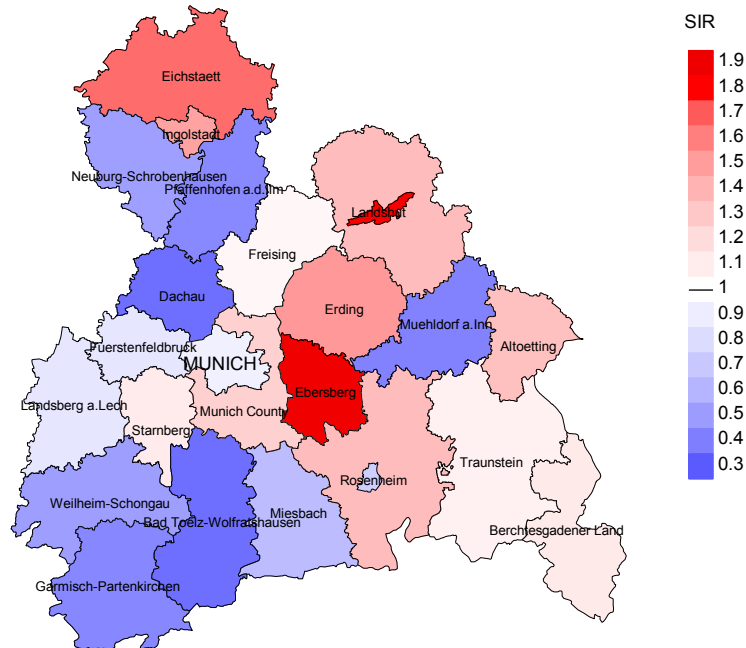 SIR
1.9
1.8
1.7
1.6
1.5
1.4
1.3
1.2
1.1
1
0.9
0.8
0.7
0.6
0.5
0.4
0.3
Eichstaett
Ingolstadt
Neuburg-Schrobenhausen
Pfaffenhofen a.d.Ilm
Landshut
Freising
Dachau
Erding
Muehldorf a.Inn
Altoetting
Fuerstenfeldbruck
MUNICH
Ebersberg
Landsberg a.Lech
Munich County
Starnberg
Traunstein
Rosenheim
Weilheim-Schongau
Miesbach
Bad Toelz-Wolfratshausen
Berchtesgadener Land
Garmisch-Partenkirchen